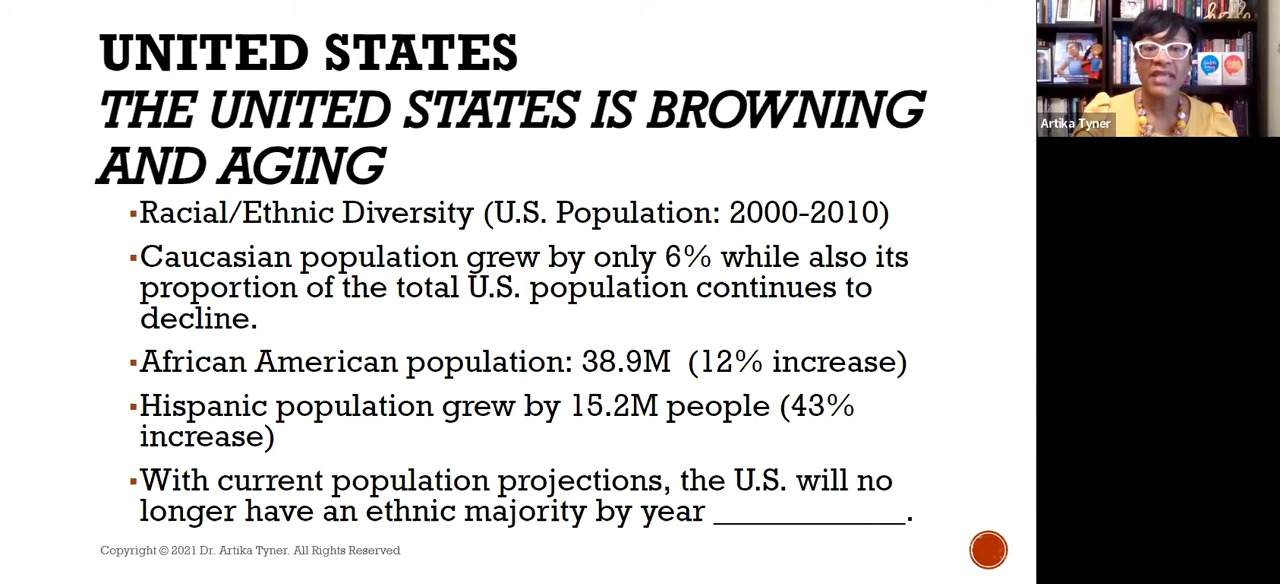 UNITED STATES
THE UNITED STATES IS BROWNING
AND AGING
▪Racial/Ethnic Diversity (U.S. Population: 2000-2010)
▪Caucasian population grew by only 6% while also its
proportion of the total U.S. population continues to
decline.
▪African American population: 38.9M (12% increase)
▪Hispanic population grew by 15.2M people (43%
increase)
▪With current population projections, the U.S. will no
longer have an ethnic majority by year ____________.
Copyright © 2021 Dr. Artika Tyner. All Rights Reserved
Artika Tyner